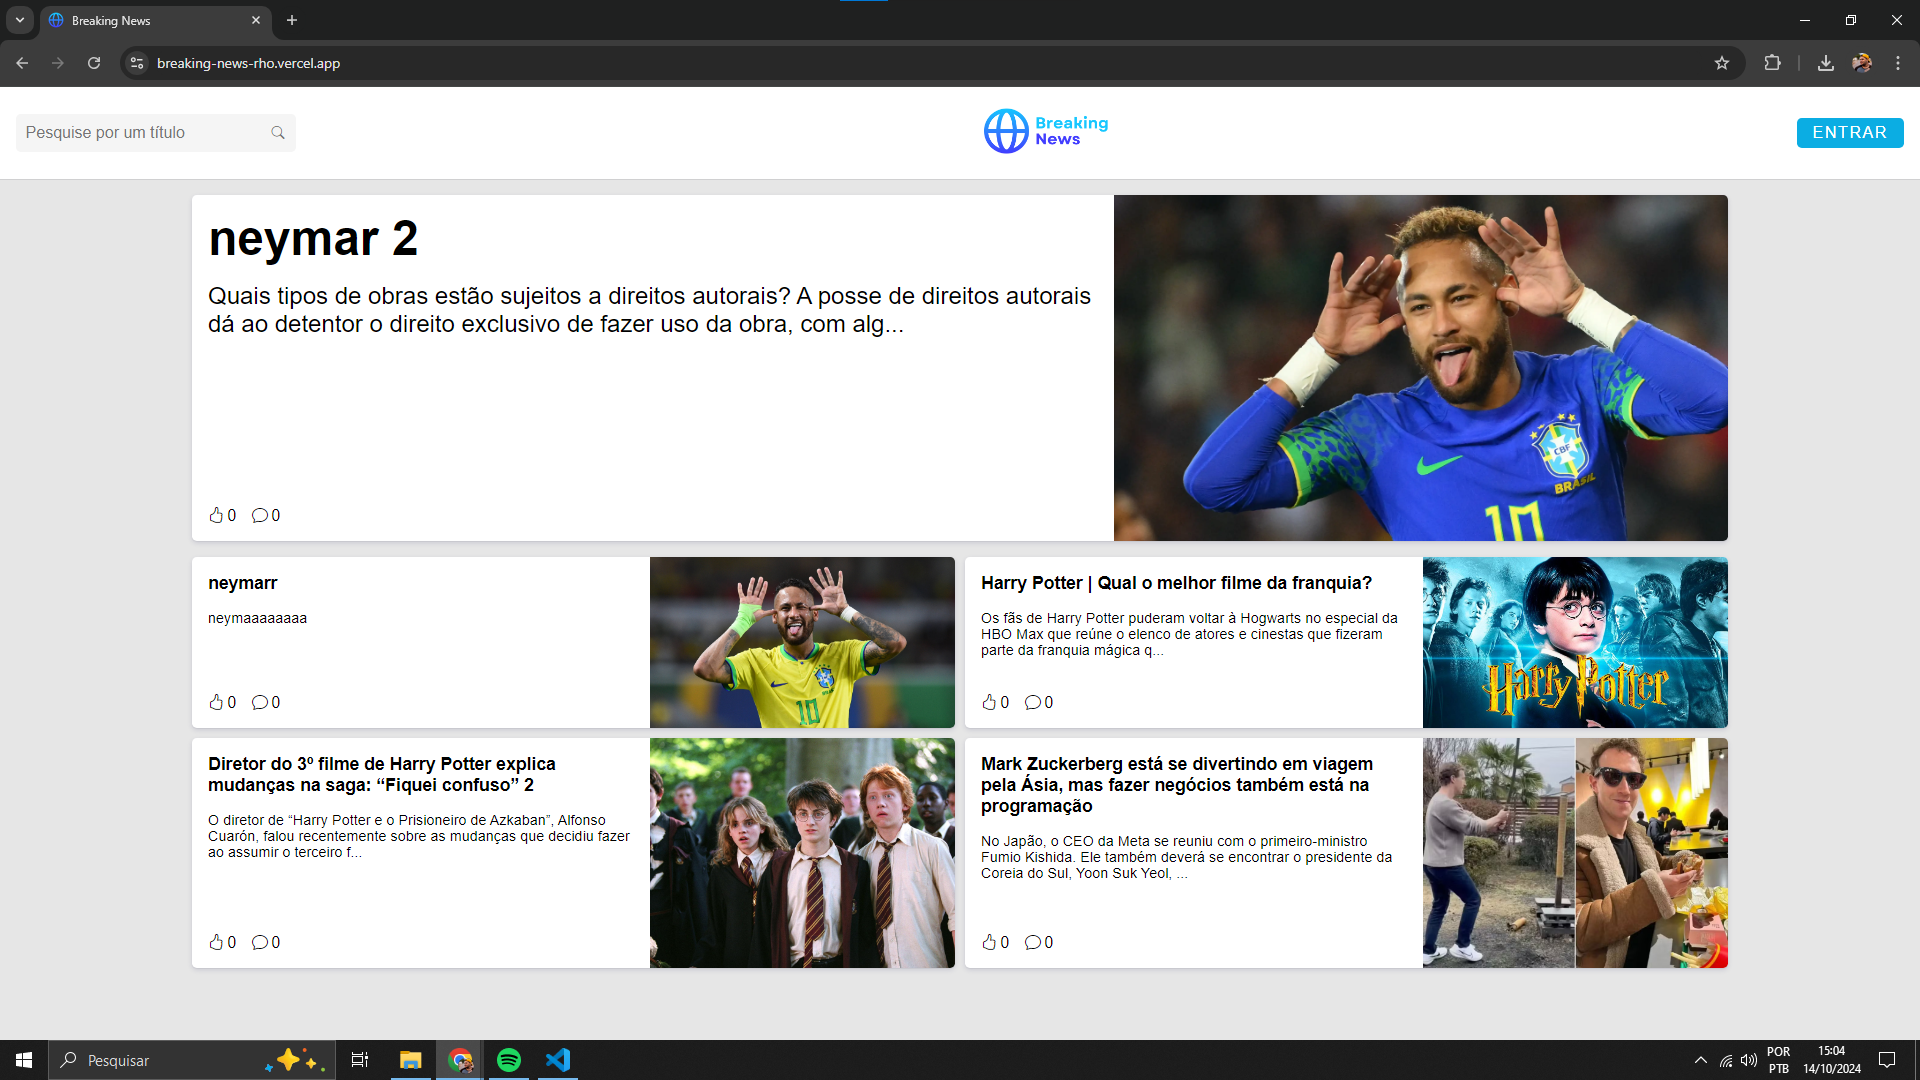 Breaking News
breaking-news-rho.vercel.app
Pesquise por um título
Breaking
News
ENTRAR
neymar 2
Quais tipos de obras estão sujeitos a direitos autorais? A posse de direitos autorais
dá ao detentor o direito exclusivo de fazer uso da obra, com alg...
0 0
CBF
BRASIL
10
neymarr
neymaaaaaaaa
0 0
10
Harry Potter | Qual o melhor filme da franquia?
Os fãs de Harry Potter puderam voltar à Hogwarts no especial da
HBO Max que reúne o elenco de atores e cinestas que fizeram
parte da franquia mágica q...
0 0
Harry Potter
Diretor do 3º filme de Harry Potter explica
mudanças na saga: “Fiquei confuso” 2
O diretor de “Harry Potter e o Prisioneiro de Azkaban”, Alfonso
Cuarón, falou recentemente sobre as mudanças que decidiu fazer
ao assumir o terceiro f...
0 0
Mark Zuckerberg está se divertindo em viagem
pela Ásia, mas fazer negócios também está na
programação
No Japão, o CEO da Meta se reuniu com o primeiro-ministro
Fumio Kishida. Ele também deverá se encontrar o presidente da
Coreia do Sul, Yoon Suk Yeol, ...
0 0
Pesquisar
POR
PTB
15:04
14/10/2024